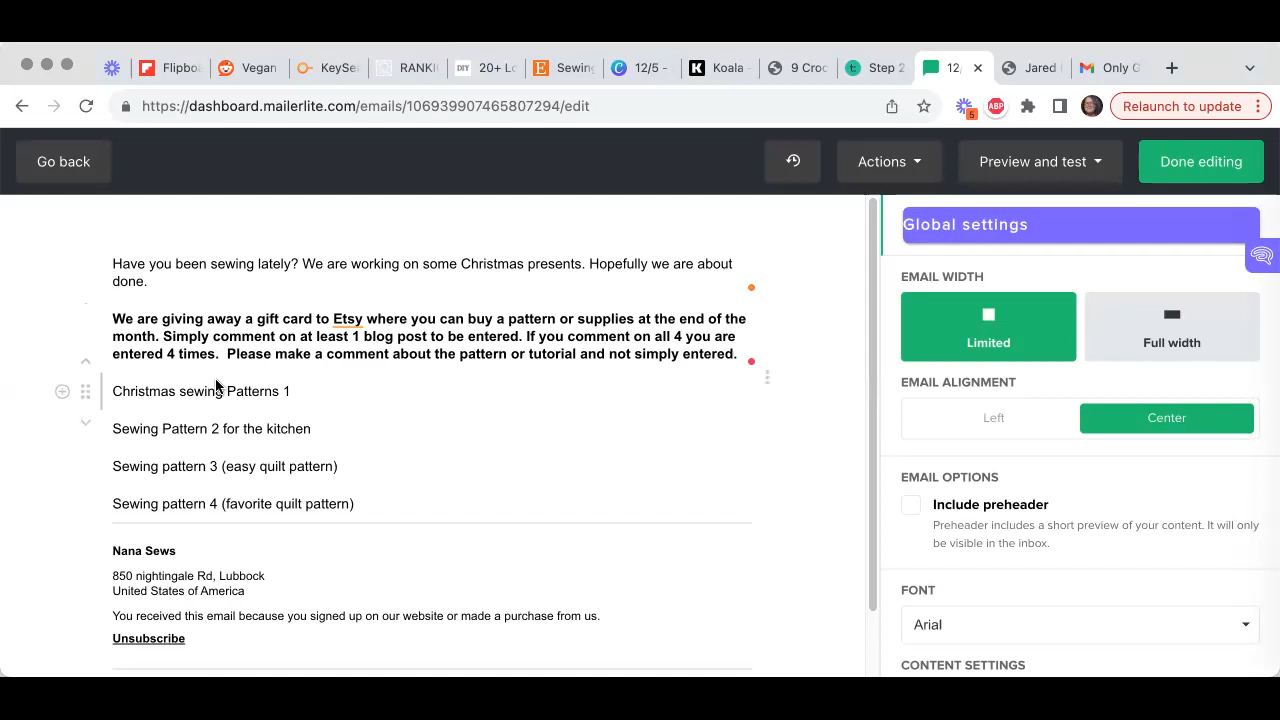 Flipbo
Vegan
KeySe
RANKI
DIY
20+ Lo
E
Sewing
12/5 -
K
Koala -
9 Croc
t
Step 2
12/
Jared
Only G
https://dashboard.mailerlite.com/emails/106939907465807294/edit
5
ABP
Relaunch to update
Go back
Actions
Preview and test
Done editing
Have you been sewing lately? We are working on some Christmas presents. Hopefully we are about
done.
We are giving away a gift card to Etsy where you can buy a pattern or supplies at the end of the
month. Simply comment on at least 1 blog post to be entered. If you comment on all 4 you are
entered 4 times.  Please make a comment about the pattern or tutorial and not simply entered.
Christmas sewing Patterns 1
Sewing Pattern 2 for the kitchen
Sewing pattern 3 (easy quilt pattern)
Sewing pattern 4 (favorite quilt pattern)
Nana Sews
850 nightingale Rd, Lubbock
United States of America
You received this email because you signed up on our website or made a purchase from us.
Unsubscribe
Global settings
EMAIL WIDTH
Limited
Full width
EMAIL ALIGNMENT
Left
Center
EMAIL OPTIONS
Include preheader
Preheader includes a short preview of your content. It will only
be visible in the inbox.
FONT
Arial
CONTENT SETTINGS